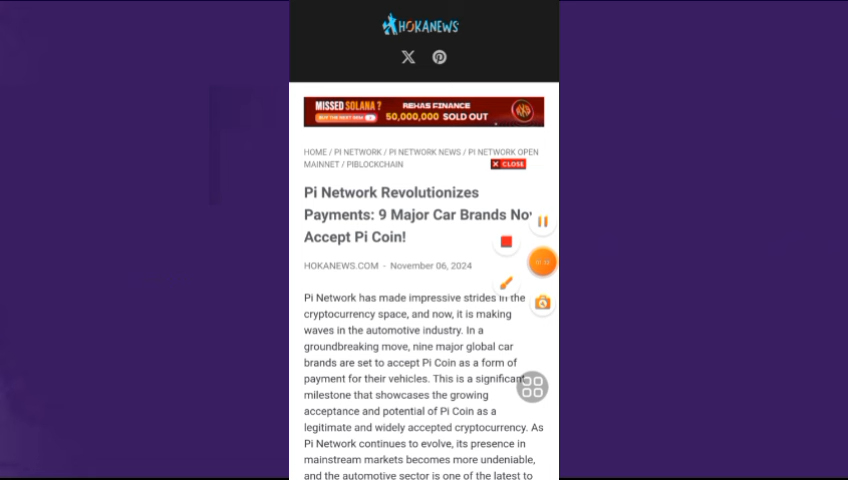 HOKANEWS
MISSED SOLANA ?
BUY THE NEXT GEM
REHAS FINANCE
50,000,000 SOLD OUT
HOME / PI NETWORK / PI NETWORK NEWS / PI NETWORK OPEN
MAINNET / PIBLOCKCHAIN
X CLOSE
Pi Network Revolutionizes
Payments: 9 Major Car Brands No
Accept Pi Coin!
HOKANEWS.COM - November 06, 2024
Pi Network has made impressive strides in the
cryptocurrency space, and now, it is making
waves in the automotive industry. In a
groundbreaking move, nine major global car
brands are set to accept Pi Coin as a form of
payment for their vehicles. This is a significant
milestone that showcases the growing
acceptance and potential of Pi Coin as a
legitimate and widely accepted cryptocurrency. As
Pi Network continues to evolve, its presence in
mainstream markets becomes more undeniable,
and the automotive sector is one of the latest to